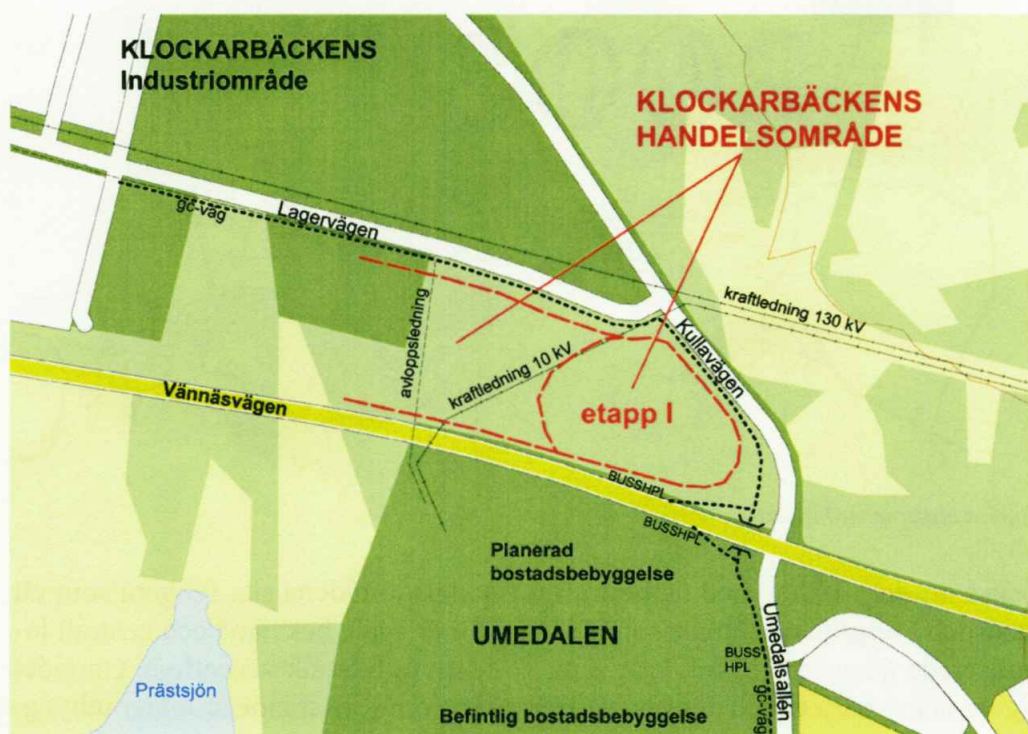 KLOCKARBÄCKENS
Industriområde
KLOCKARBÄCKENS
HANDELSOMRÅDE
gc-väg
Lagervägen
kraftledning 130 kV
Kullavägen
avloppsledning
kraftledning 10 kV
Vännäsvägen
etapp I
BUSSHPL
BUSSHPL
Planerad
bostadsbebyggelse
UMEDALEN
Umedalsallén
BUSS
HPL
gc-väg
Prästsjön
Befintlig bostadsbebyggelse